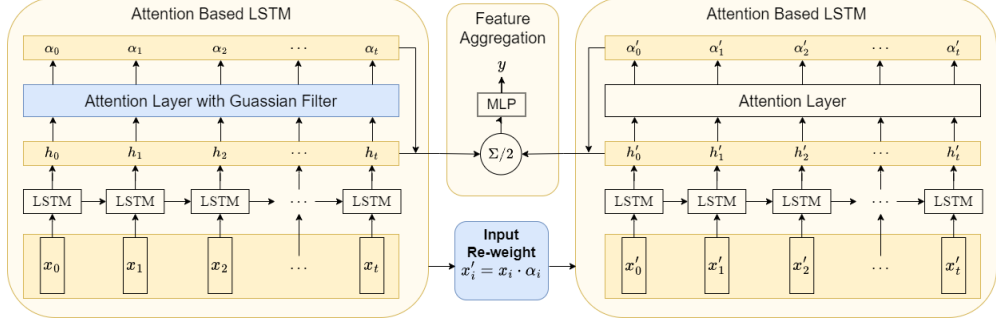 Attention Based LSTM
α₀ α₁ α₂ ⋯ αₜ
Attention Layer with Guassian Filter
h₀ h₁ h₂ ⋯ hₜ
LSTM LSTM LSTM ⋯ LSTM
x₀ x₁ x₂ ⋯ xₜ
Feature
Aggregation
y
MLP
Σ/2
Input
Re-weight
x′ᵢ = xᵢ · αᵢ
Attention Based LSTM
α′₀ α′₁ α′₂ ⋯ α′ₜ
Attention Layer
h′₀ h′₁ h′₂ ⋯ h′ₜ
LSTM LSTM LSTM ⋯ LSTM
x′₀ x′₁ x′₂ ⋯ x′ₜ